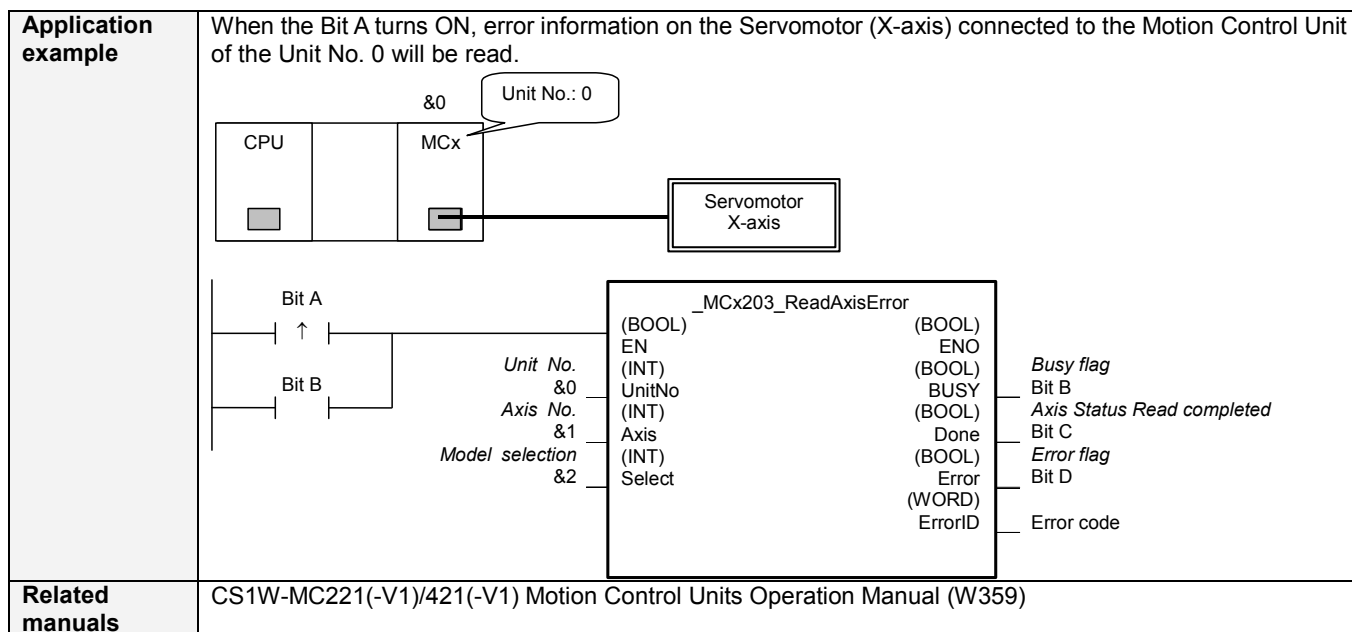 Application example
When the Bit A turns ON, error information on the Servomotor (X-axis) connected to the Motion Control Unit
of the Unit No. 0 will be read.
&0
Unit No.: 0
CPU
MCx
Servomotor
X-axis
Bit A
↑
Bit B
_MCx203_ReadAxisError
(BOOL) (BOOL)
EN ENO
Unit No. (INT) (BOOL) Busy flag
&0 UnitNo BUSY Bit B
Axis No. (INT) (BOOL) Axis Status Read completed
&1 Axis Done Bit C
Model selection (INT) (BOOL) Error flag
&2 Select Error Bit D
(WORD)
ErrorID Error code
Related manuals
CS1W-MC221(-V1)/421(-V1) Motion Control Units Operation Manual (W359)